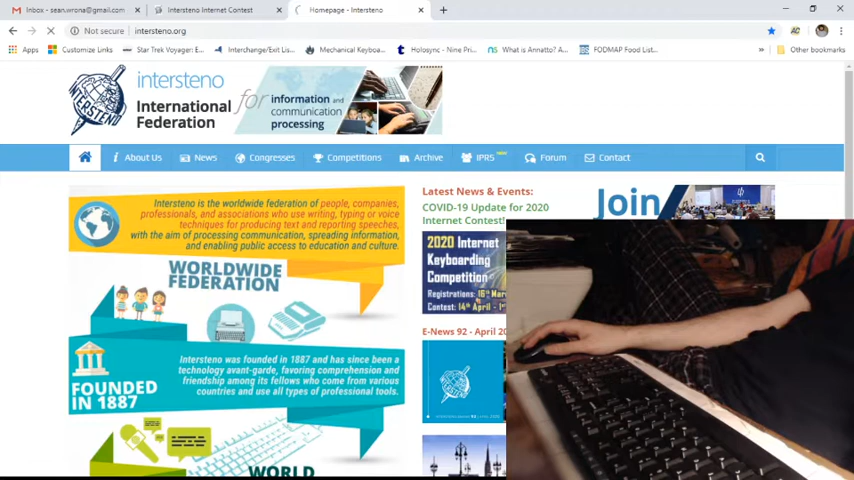 Inbox - sean.wrona@gmail.com
Intersteno Internet Contest
Homepage - Intersteno
Not secure
intersteno.org
Apps
Customize Links
Star Trek Voyager: E...
Interchange/Exit Lis...
Mechanical Keyboa...
Holosync - Nine Pri...
What is Annatto? A...
FODMAP Food List...
Other bookmarks
INTERSTENO
intersteno
International
Federation
for
information and
communication
processing
About Us
News
Congresses
Competitions
Archive
IPRS
Forum
Contact
Intersteno is the worldwide federation of people, companies,
professionals, and associations who use writing, typing or voice
techniques for producing text and reporting speeches,
with the aim of processing communication, spreading information,
and enabling public access to education and culture.
WORLDWIDE
FEDERATION
Intersteno was founded in 1887 and has since been a
technology avant-garde, favoring comprehension and
friendship among its fellows who come from various
countries and use all types of professional tools.
FOUNDED
IN 1887
WORLD
Latest News & Events:
COVID-19 Update for 2020
Internet Contest!
2020 Internet
Keyboarding
Competition
Registrations: 16th Mar
Contest: 14th April - 1
E-News 92 - April 20
Join